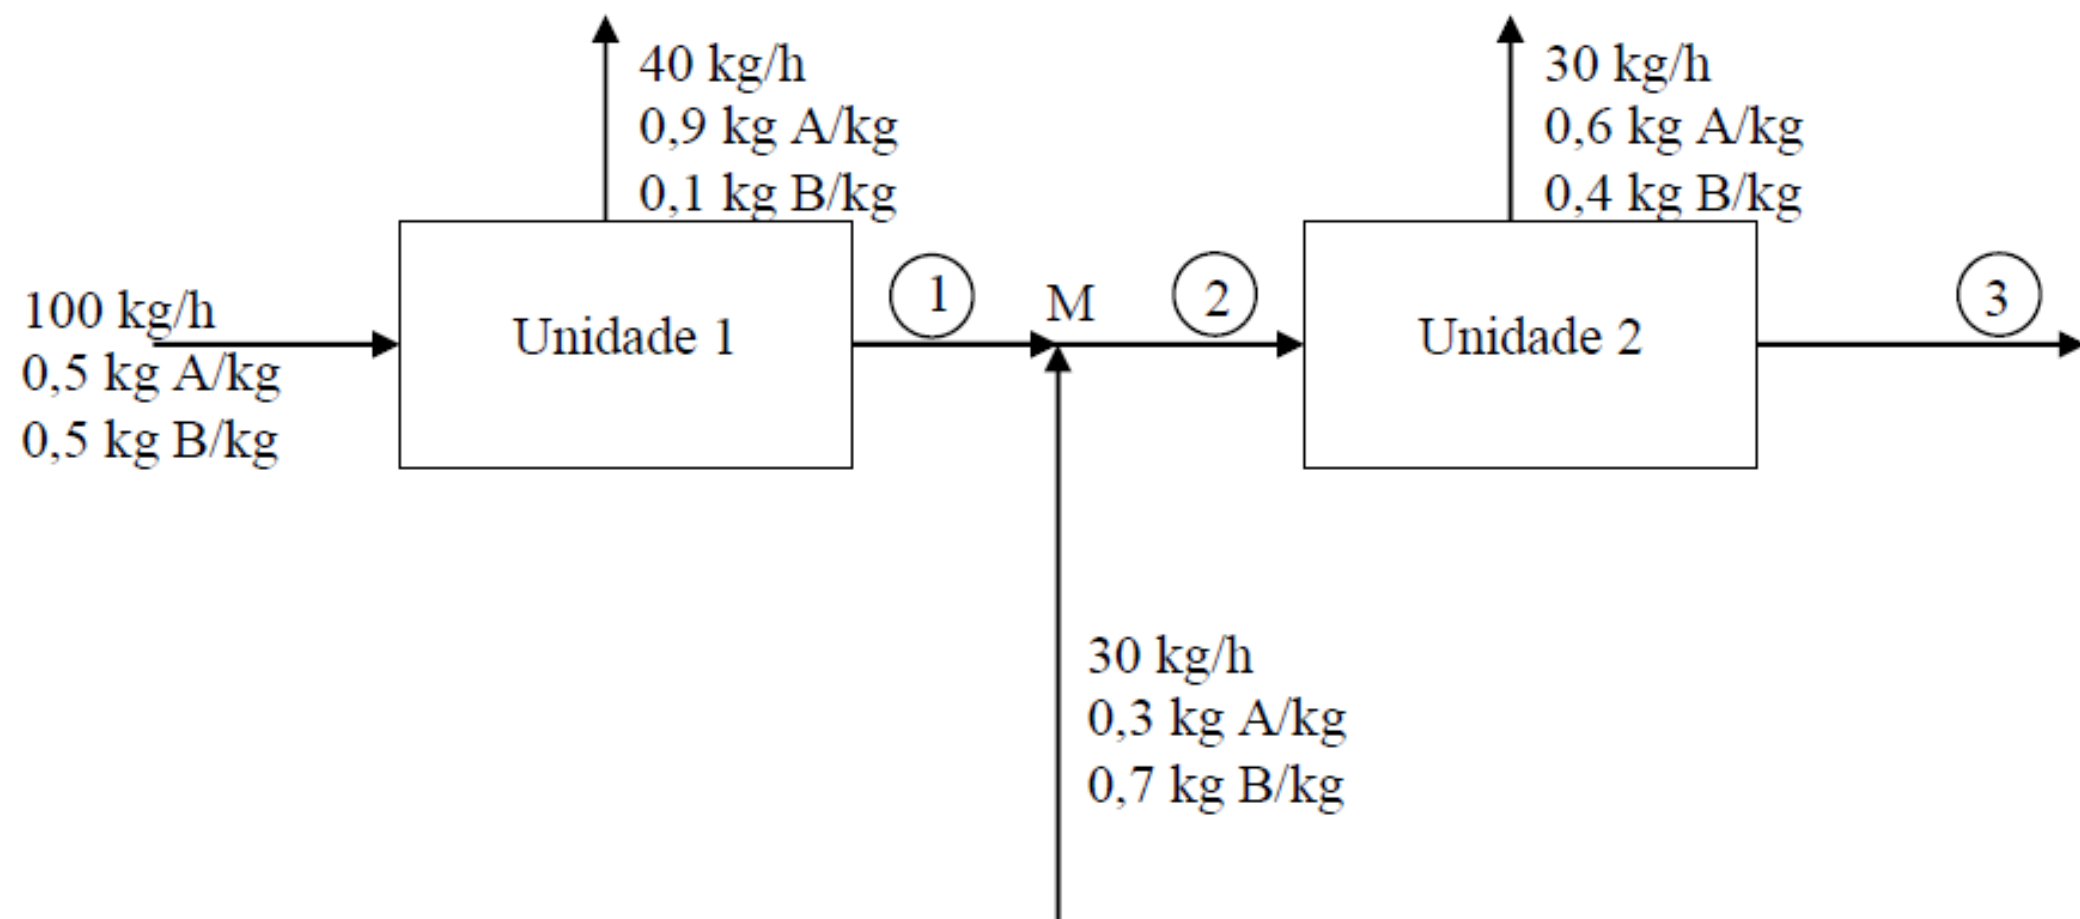 40 kg/h
0,9 kg A/kg
0,1 kg B/kg
30 kg/h
0,6 kg A/kg
0,4 kg B/kg
100 kg/h
0,5 kg A/kg
0,5 kg B/kg
Unidade 1
1
M
2
Unidade 2
3
30 kg/h
0,3 kg A/kg
0,7 kg B/kg